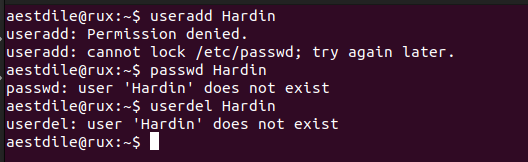 aestdile@rux:~$ useradd Hardin
useradd: Permission denied.
useradd: cannot lock /etc/passwd; try again later.
aestdile@rux:~$ passwd Hardin
passwd: user 'Hardin' does not exist
aestdile@rux:~$ userdel Hardin
userdel: user 'Hardin' does not exist
aestdile@rux:~$